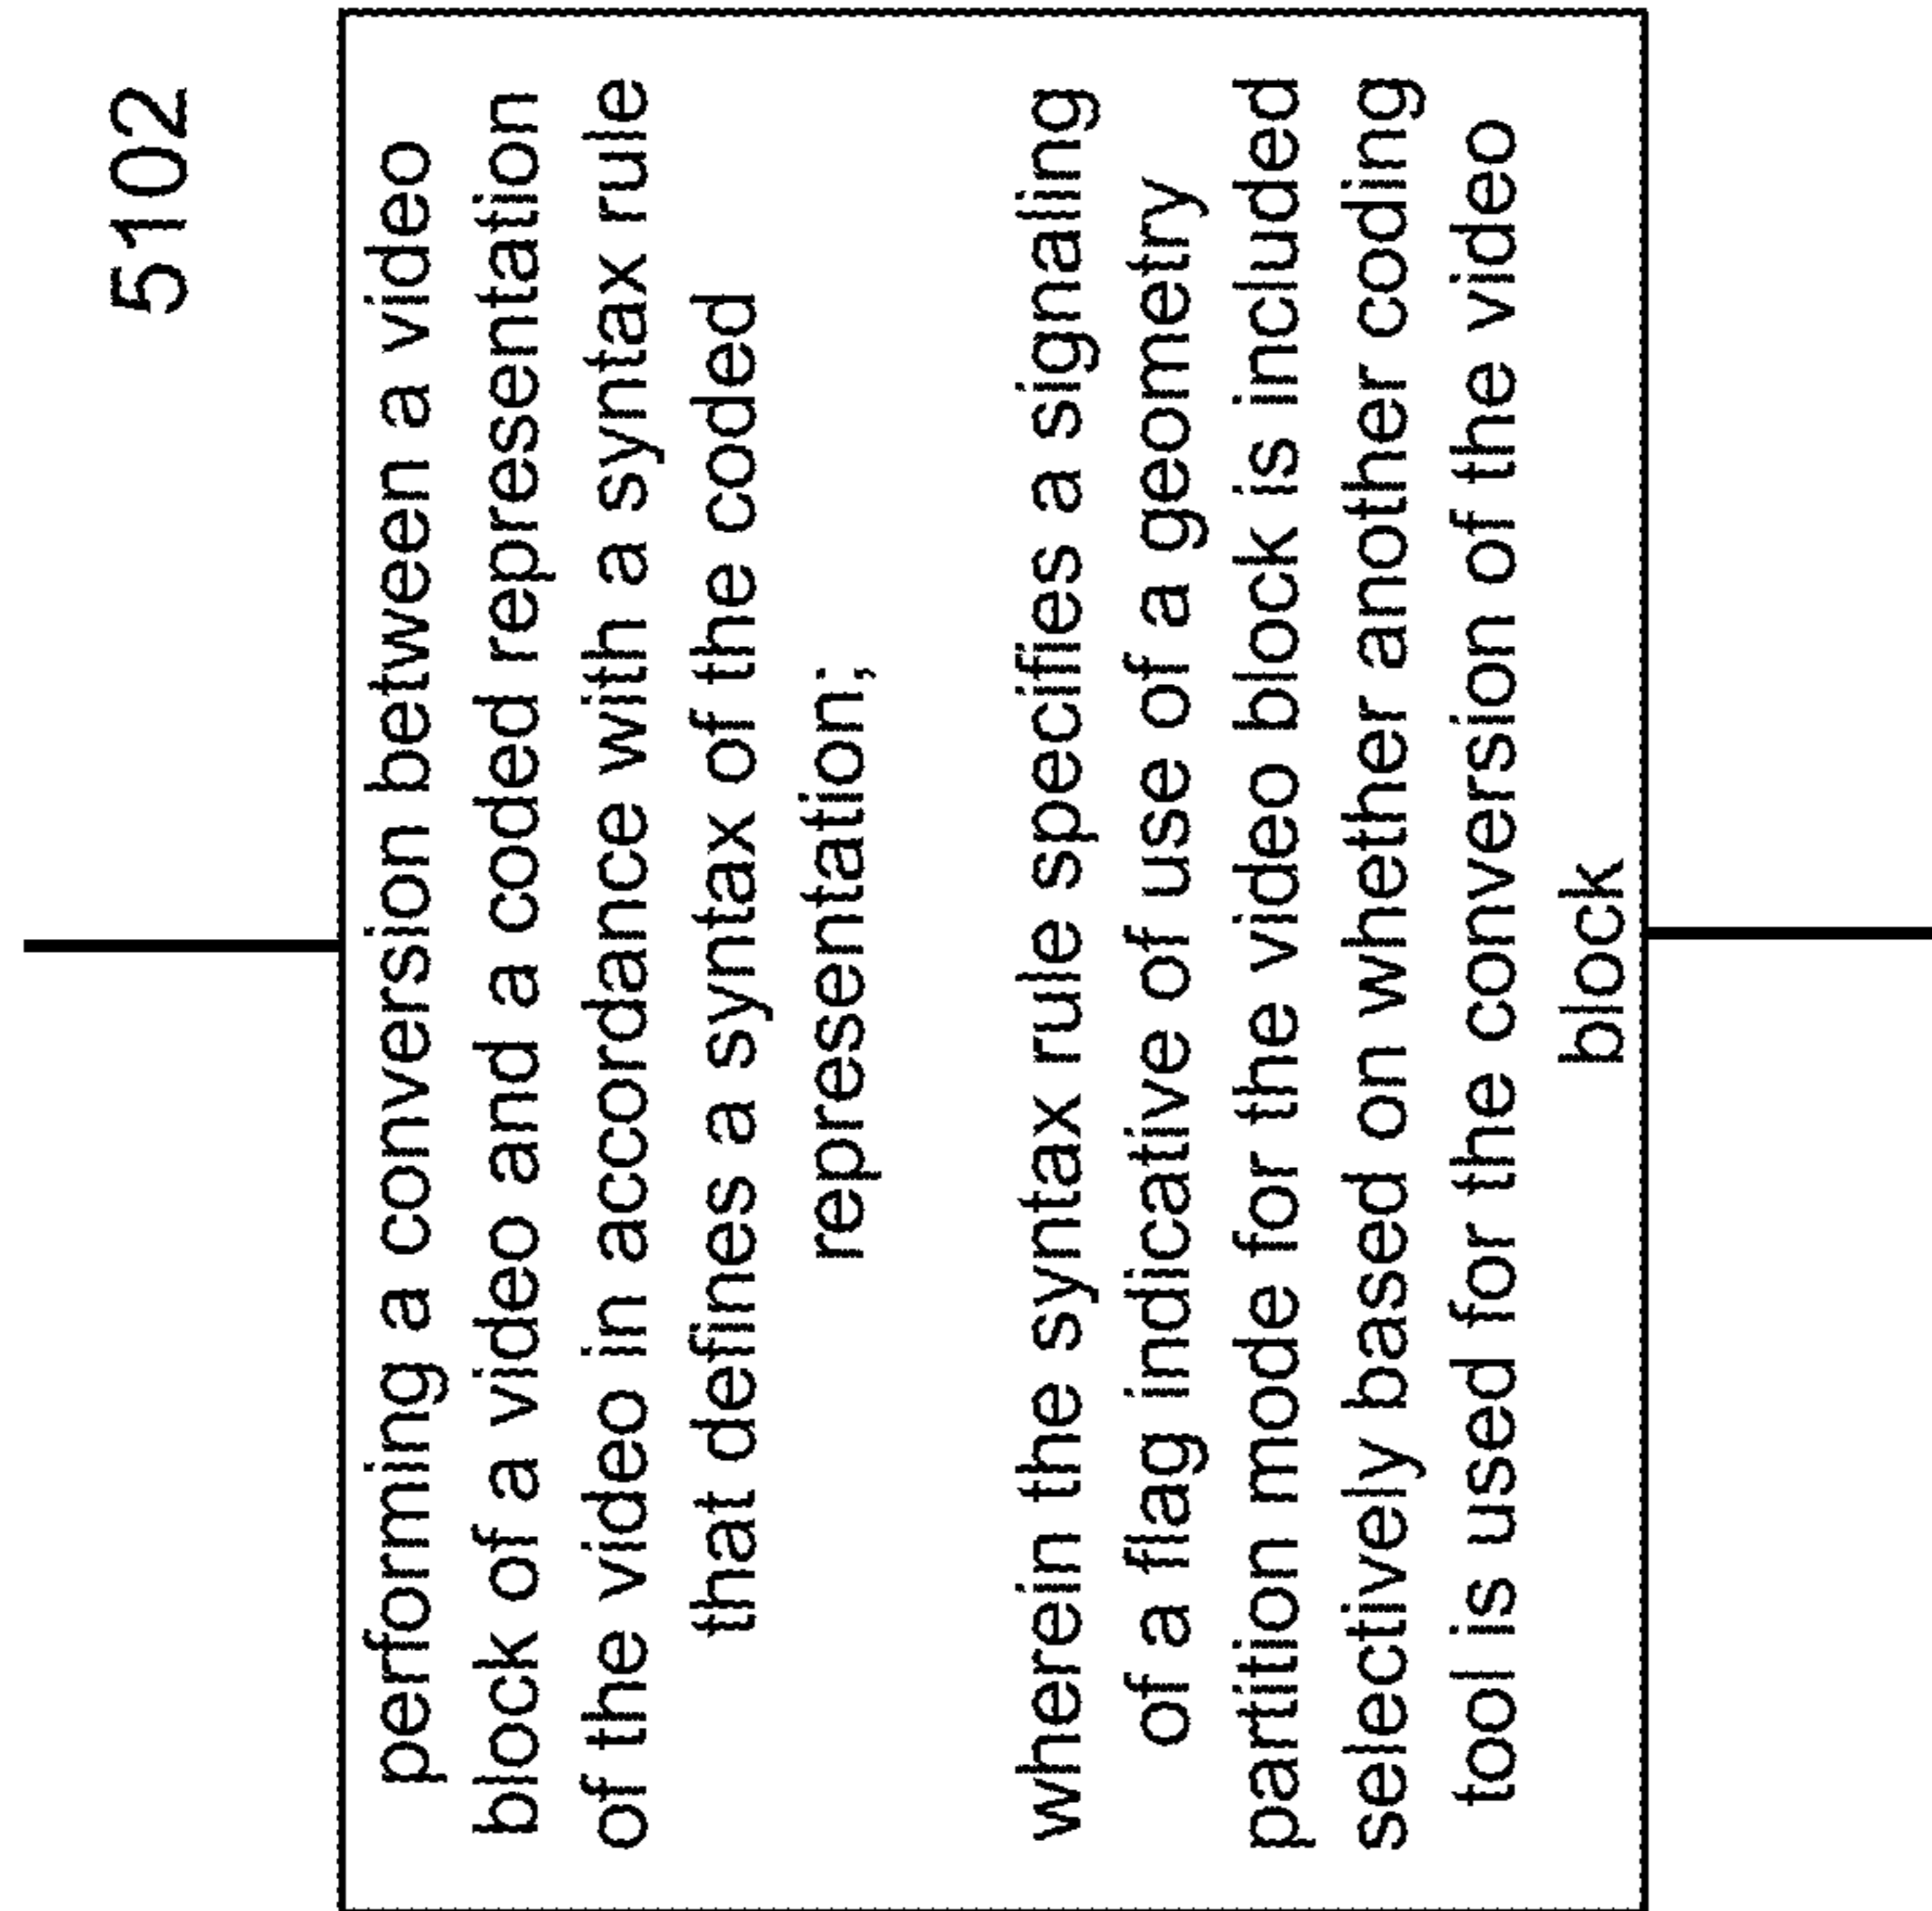 5102
performing a conversion between a video
block of a video and a coded representation
of the video in accordance with a syntax rule
that defines a syntax of the coded
representation;
wherein the syntax rule specifies a signaling
of a flag indicative of use of a geometry
partition mode for the video block is included
selectively based on whether another coding
tool is used for the conversion of the video
block